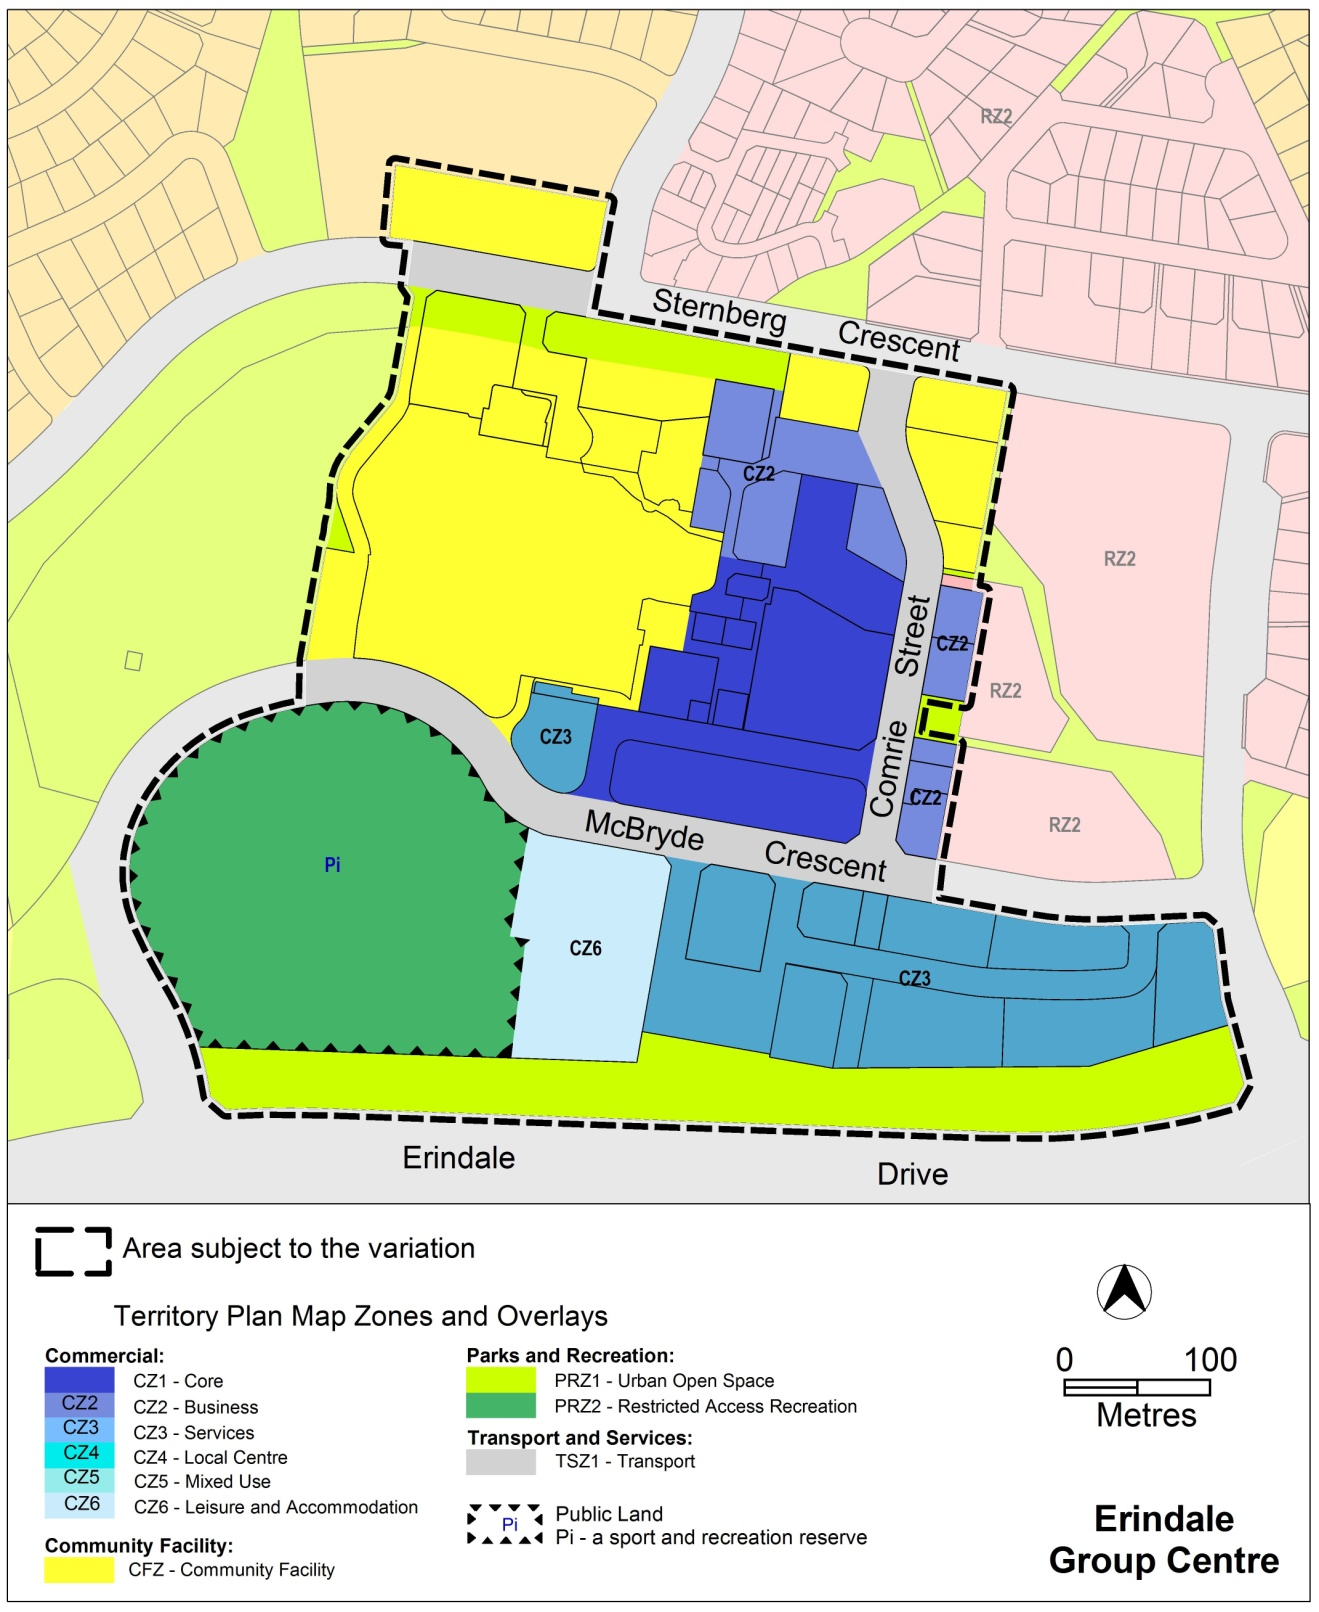 RZ2
Sternberg
Crescent
CZ2
RZ2
Street
CZ2
RZ2
CZ3
Comrie
CZ2
RZ2
McBryde
Crescent
Pi
CZ6
CZ3
Erindale
Drive
Area subject to the variation
Territory Plan Map Zones and Overlays
Commercial:
CZ1 - Core
CZ2 CZ2 - Business
CZ3 CZ3 - Services
CZ4 CZ4 - Local Centre
CZ5 CZ5 - Mixed Use
CZ6 CZ6 - Leisure and Accommodation
Community Facility:
CFZ - Community Facility
Parks and Recreation:
PRZ1 - Urban Open Space
PRZ2 - Restricted Access Recreation
Transport and Services:
TSZ1 - Transport
Public Land
Pi Pi - a sport and recreation reserve
0 100
Metres
Erindale
Group Centre